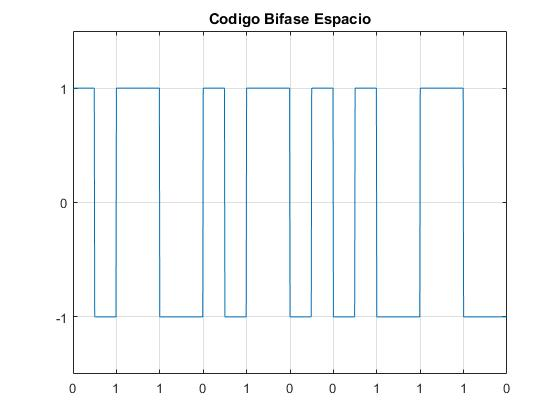 Codigo Bifase Espacio
1
0
-1
0 1 1 0 1 0 0 1 1 1 0